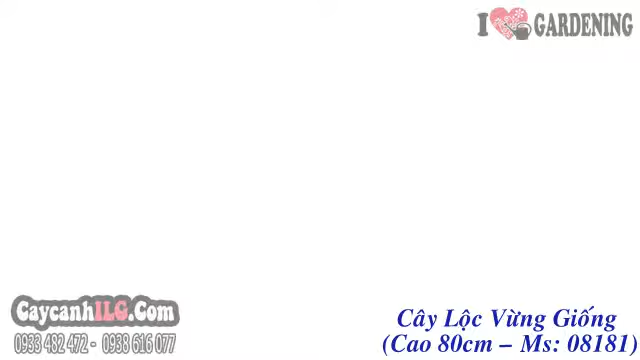 I GARDENING
CaycanhILG.Com
0933 482 472 - 0938 616 077
Cây Lộc Vừng Giống
(Cao 80cm – Ms: 08181)